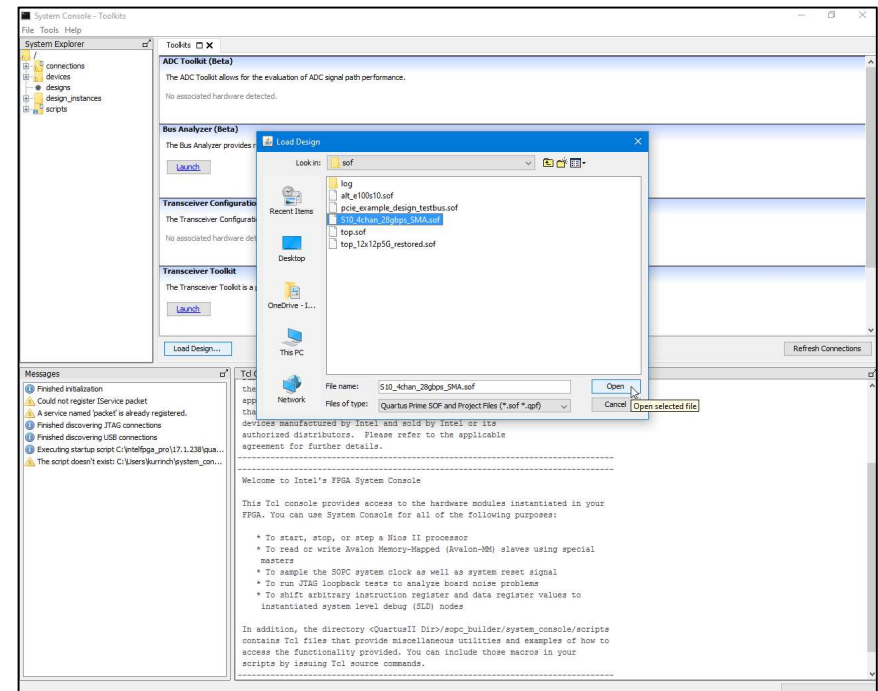 System Console - Toolkits
File Tools Help
System Explorer
/
connections
devices
designs
design_instances
scripts
Toolkits
ADC Toolkit (Beta)
The ADC Toolkit allows for the evaluation of ADC signal path performance.
No associated hardware detected.
Bus Analyzer (Beta)
The Bus Analyzer provides
Launch
Transceiver Configuratio
The Transceiver Configurati
No associated hardware det
Transceiver Toolkit
The Transceiver Toolkit is a
Launch
Load Design...
Refresh Connections
Load Design
Look in:
sof
Recent Items
Desktop
OneDrive - I...
This PC
Network
log
alt_e100s10.sof
pcie_example_design_testbus.sof
S10_4chan_28gbps_SMA.sof
top.sof
top_12x12p5G_restored.sof
File name: S10_4chan_28gbps_SMA.sof
Open
Files of type: Quartus Prime SOF and Project Files (*.sof *.qpf)
Cancel
Open selected file
Messages
Finished initialization
Could not register IService packet
A service named 'packet' is already registered.
Finished discovering JTAG connections
Finished discovering USB connections
Executing startup script C:\intelfpga_pro\17.1.238\qua...
The script doesn't exist: C:\Users\kurrinch\system_con...
Tcl C
the
app
tha
devices manufactured by Intel and sold by Intel or its
authorized distributors. Please refer to the applicable
agreement for further details.
Welcome to Intel's FPGA System Console
This Tcl console provides access to the hardware modules instantiated in your
FPGA. You can use System Console for all of the following purposes:
* To start, stop, or step a Nios II processor
* To read or write Avalon Memory-Mapped (Avalon-MM) slaves using special
masters
* To sample the SOPC system clock as well as system reset signal
* To run JTAG loopback tests to analyze board noise problems
* To shift arbitrary instruction register and data register values to
instantiated system level debug (SLD) nodes
In addition, the directory <QuartusII Dir>/sopc_builder/system_console/scripts
contains Tcl files that provide miscellaneous utilities and examples of how to
access the functionality provided. You can include those macros in your
scripts by issuing Tcl source commands.